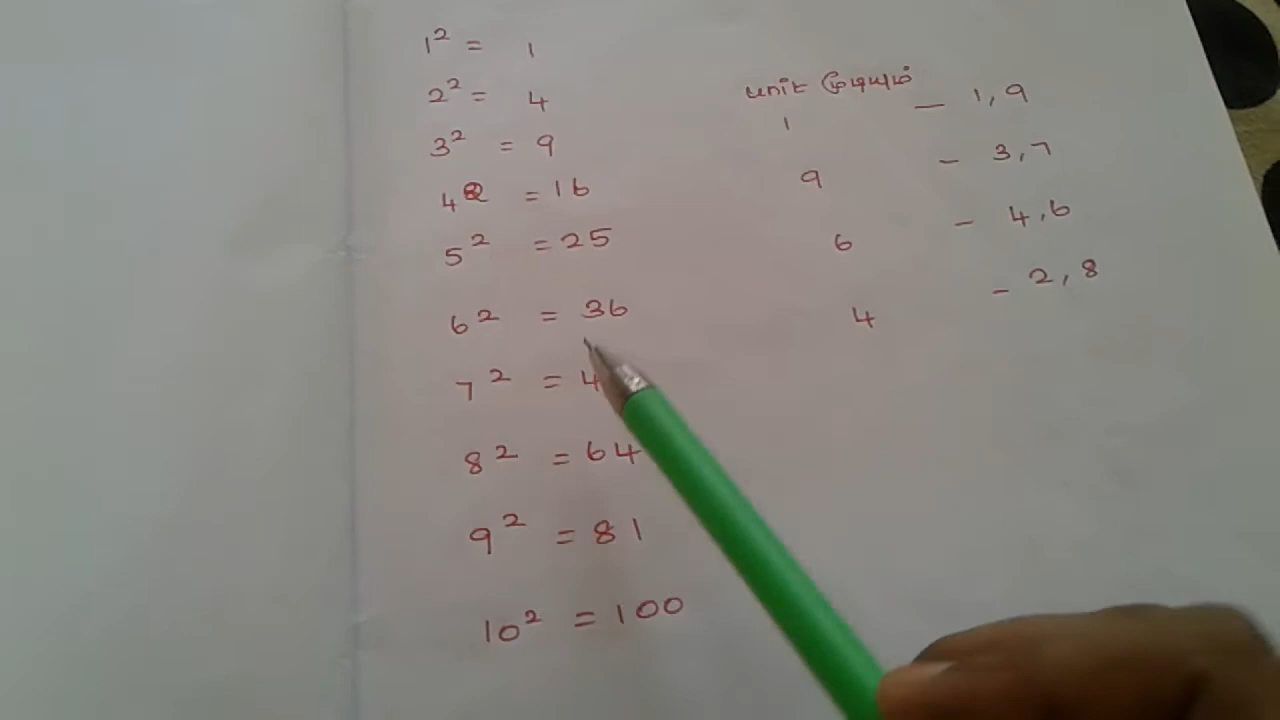 1² = 1
2² = 4
3² = 9
4² = 16
5² = 25
6² = 36
7² = 4
8² = 64
9² = 81
10² = 100
unit முடியும்
1 – 1, 9
9 – 3, 7
6 – 4, 6
4 – 2, 8